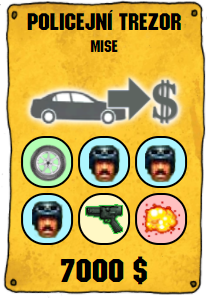 POLICEJNÍ TREZOR
MISE
$
7000 $